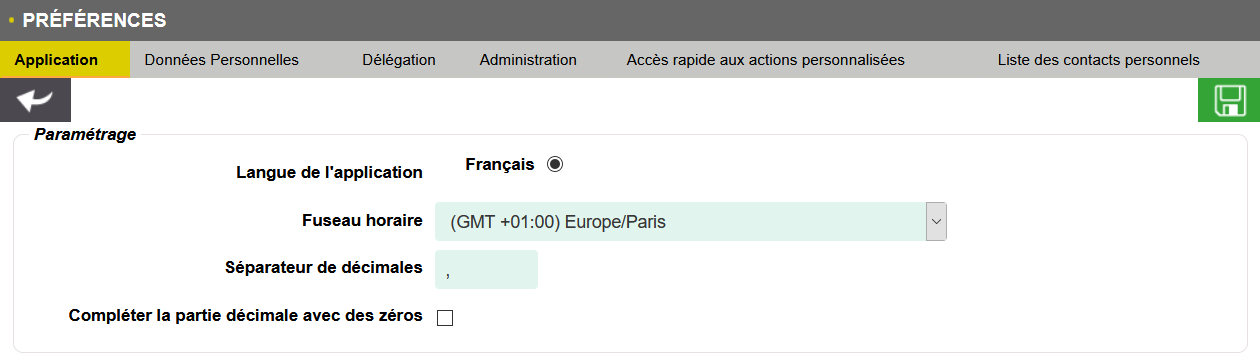 PRÉFÉRENCES
Application Données Personnelles Délégation Administration Accès rapide aux actions personnalisées Liste des contacts personnels
Paramétrage
Langue de l'application Français
Fuseau horaire (GMT +01:00) Europe/Paris
Séparateur de décimales ,
Compléter la partie décimale avec des zéros